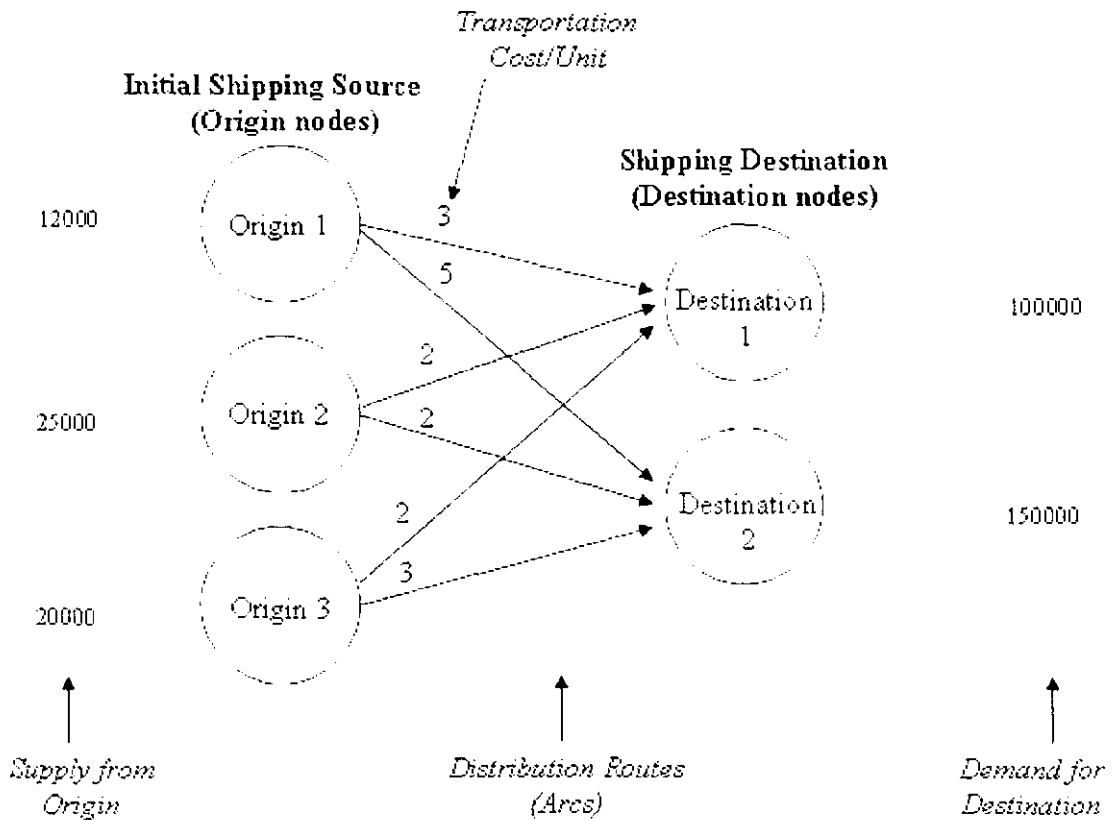 Transportation
Cost/Unit
Initial Shipping Source
(Origin nodes)
Shipping Destination
(Destination nodes)
12000
Origin 1
3
5
Destination
1
100000
2
25000
Origin 2
2
Destination
2
150000
2
3
20000
Origin 3
Supply from
Origin
Distribution Routes
(Arcs)
Demand for
Destination